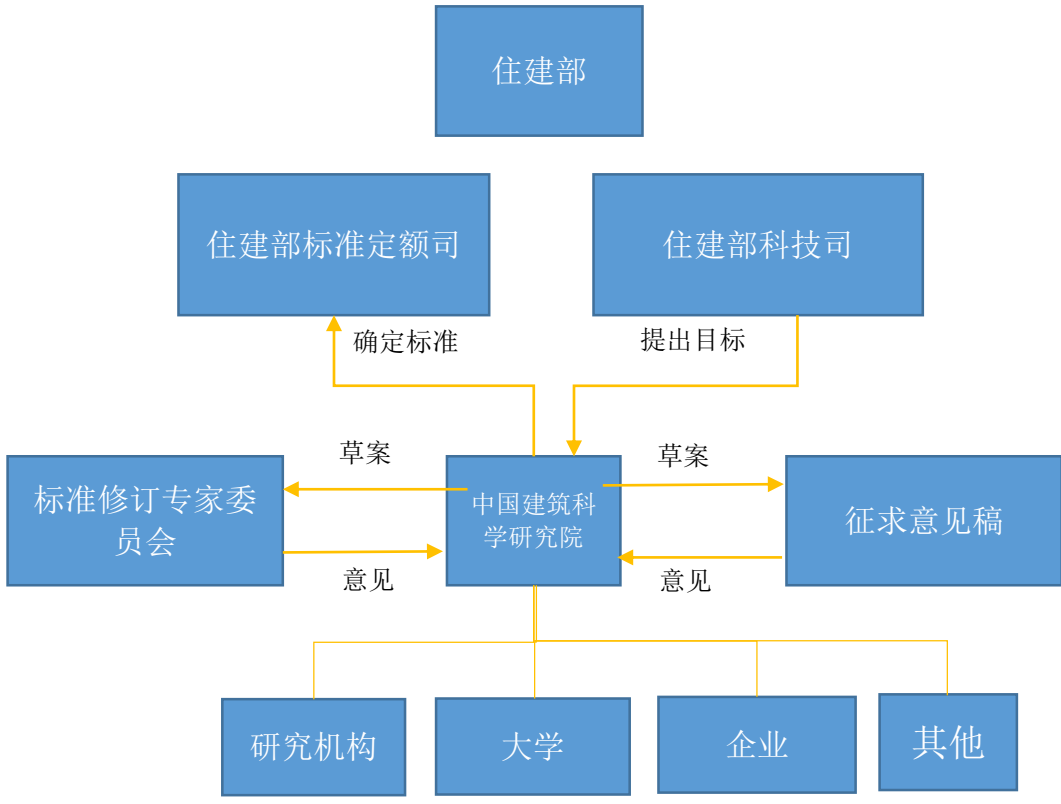 住建部
住建部标准定额司
住建部科技司
确定标准
提出目标
草案
草案
标准修订专家委
员会
中国建筑科
学研究院
征求意见稿
意见
意见
研究机构
大学
企业
其他